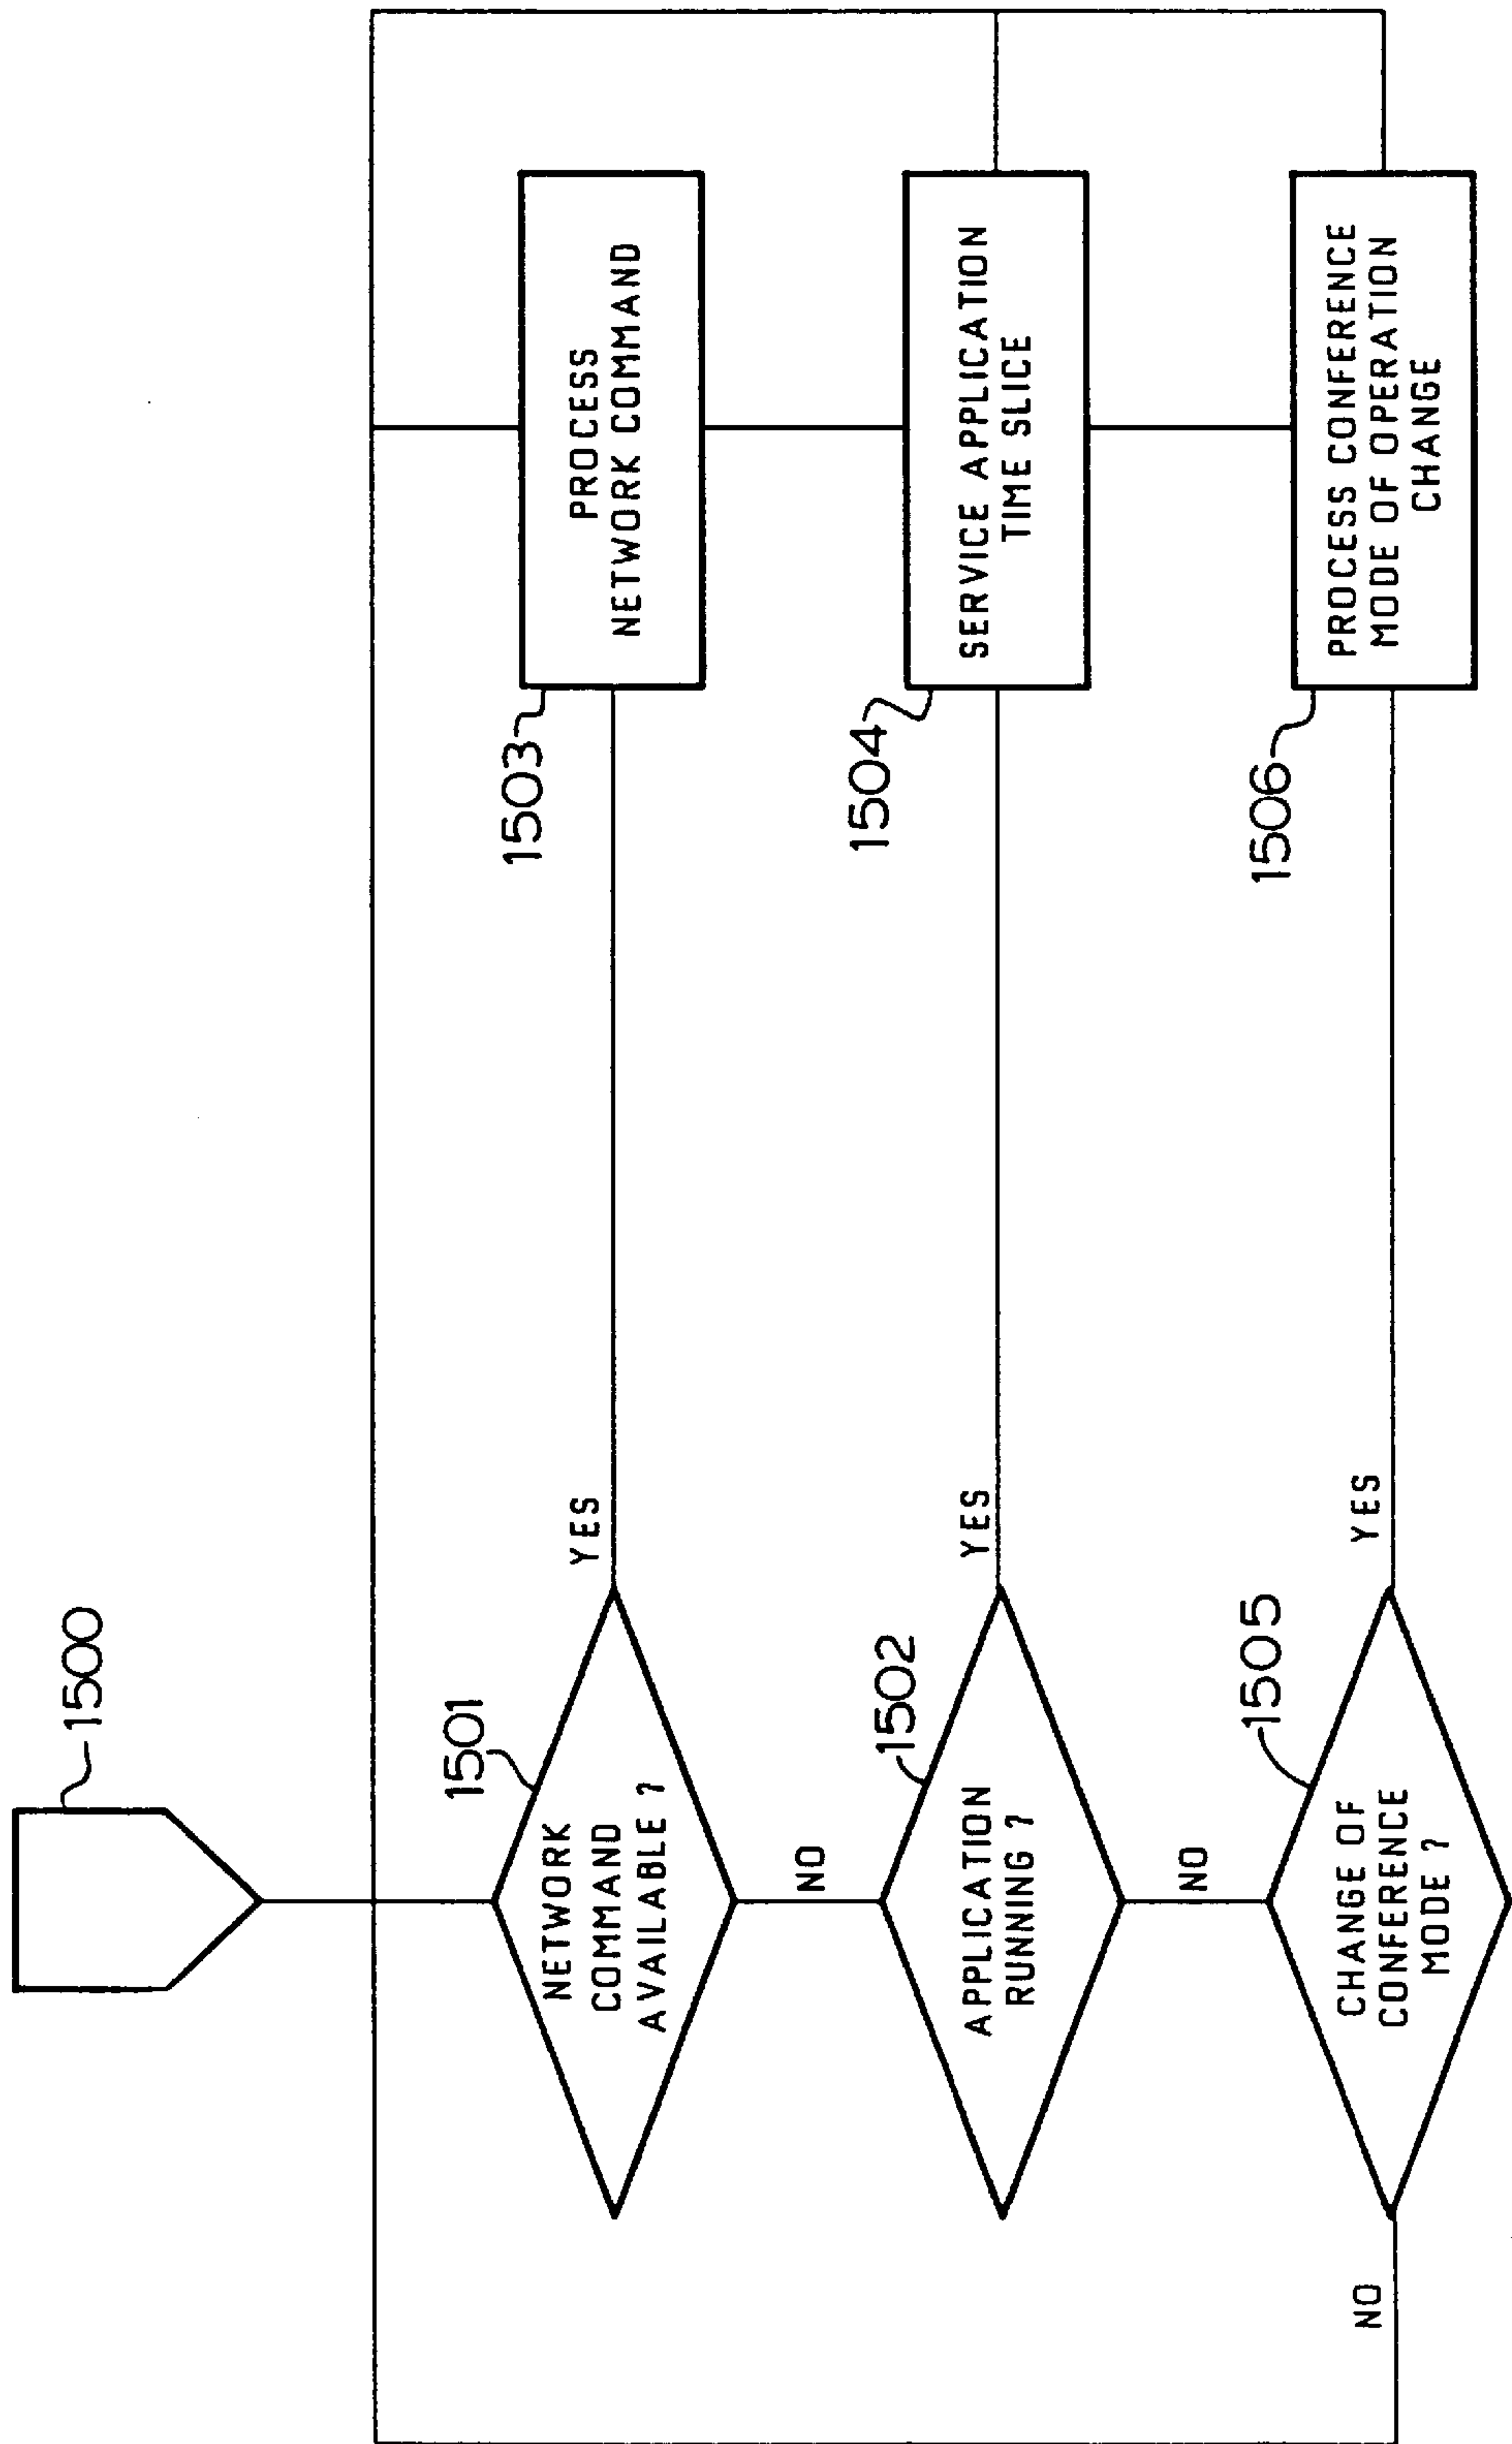 1500
1501
NETWORK
COMMAND
AVAILABLE ?
YES
1503
PROCESS
NETWORK COMMAND
NO
1502
APPLICATION
RUNNING ?
YES
1504
SERVICE APPLICATION
TIME SLICE
NO
1505
CHANGE OF
CONFERENCE
MODE ?
YES
1506
PROCESS CONFERENCE
MODE OF OPERATION
CHANGE
NO